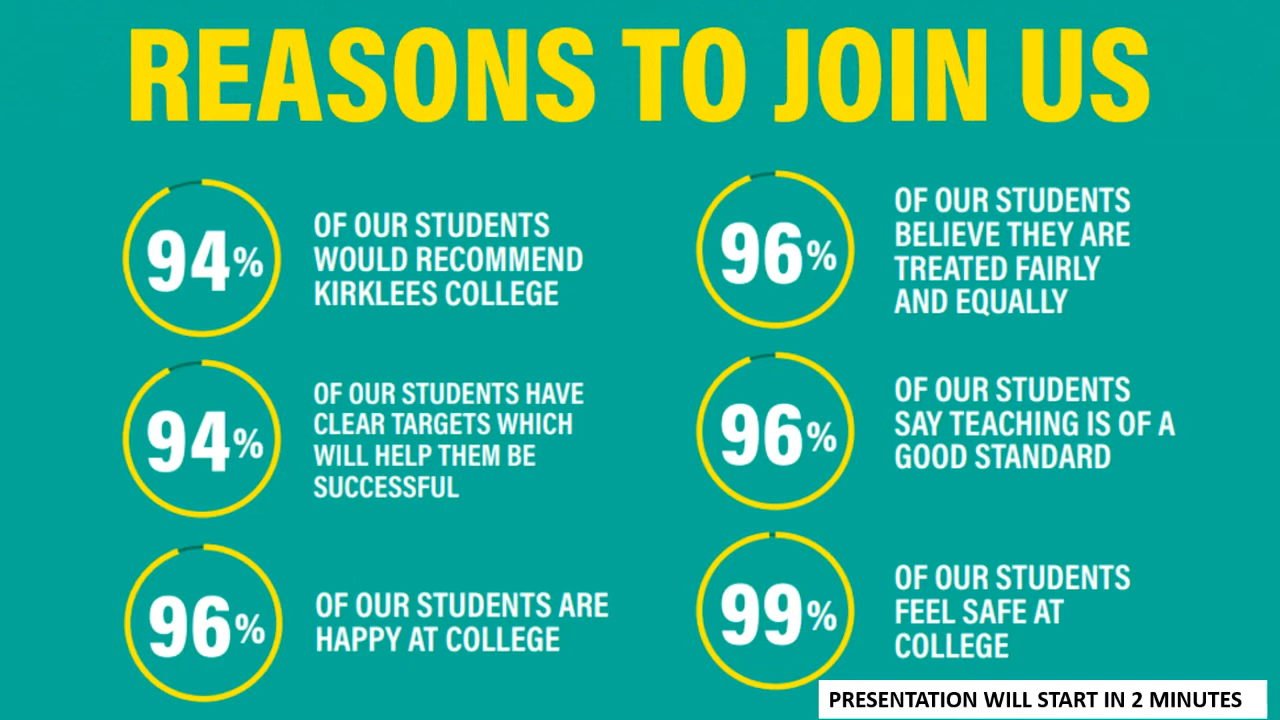 REASONS TO JOIN US
94%
OF OUR STUDENTS
WOULD RECOMMEND
KIRKLEES COLLEGE
96%
OF OUR STUDENTS
BELIEVE THEY ARE
TREATED FAIRLY
AND EQUALLY
94%
OF OUR STUDENTS HAVE
CLEAR TARGETS WHICH
WILL HELP THEM BE
SUCCESSFUL
96%
OF OUR STUDENTS
SAY TEACHING IS OF A
GOOD STANDARD
96%
OF OUR STUDENTS ARE
HAPPY AT COLLEGE
99%
OF OUR STUDENTS
FEEL SAFE AT
COLLEGE
PRESENTATION WILL START IN 2 MINUTES